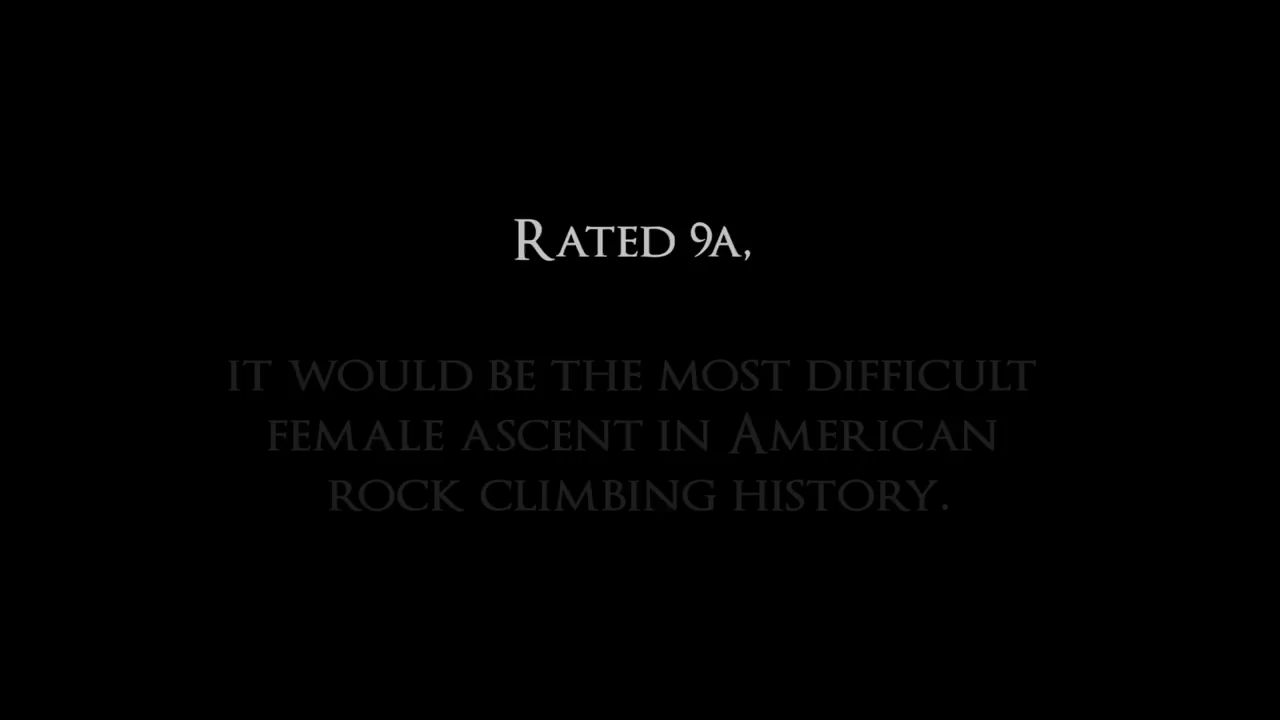 Rated 9a,
it would be the most difficult
female ascent in American
rock climbing history.